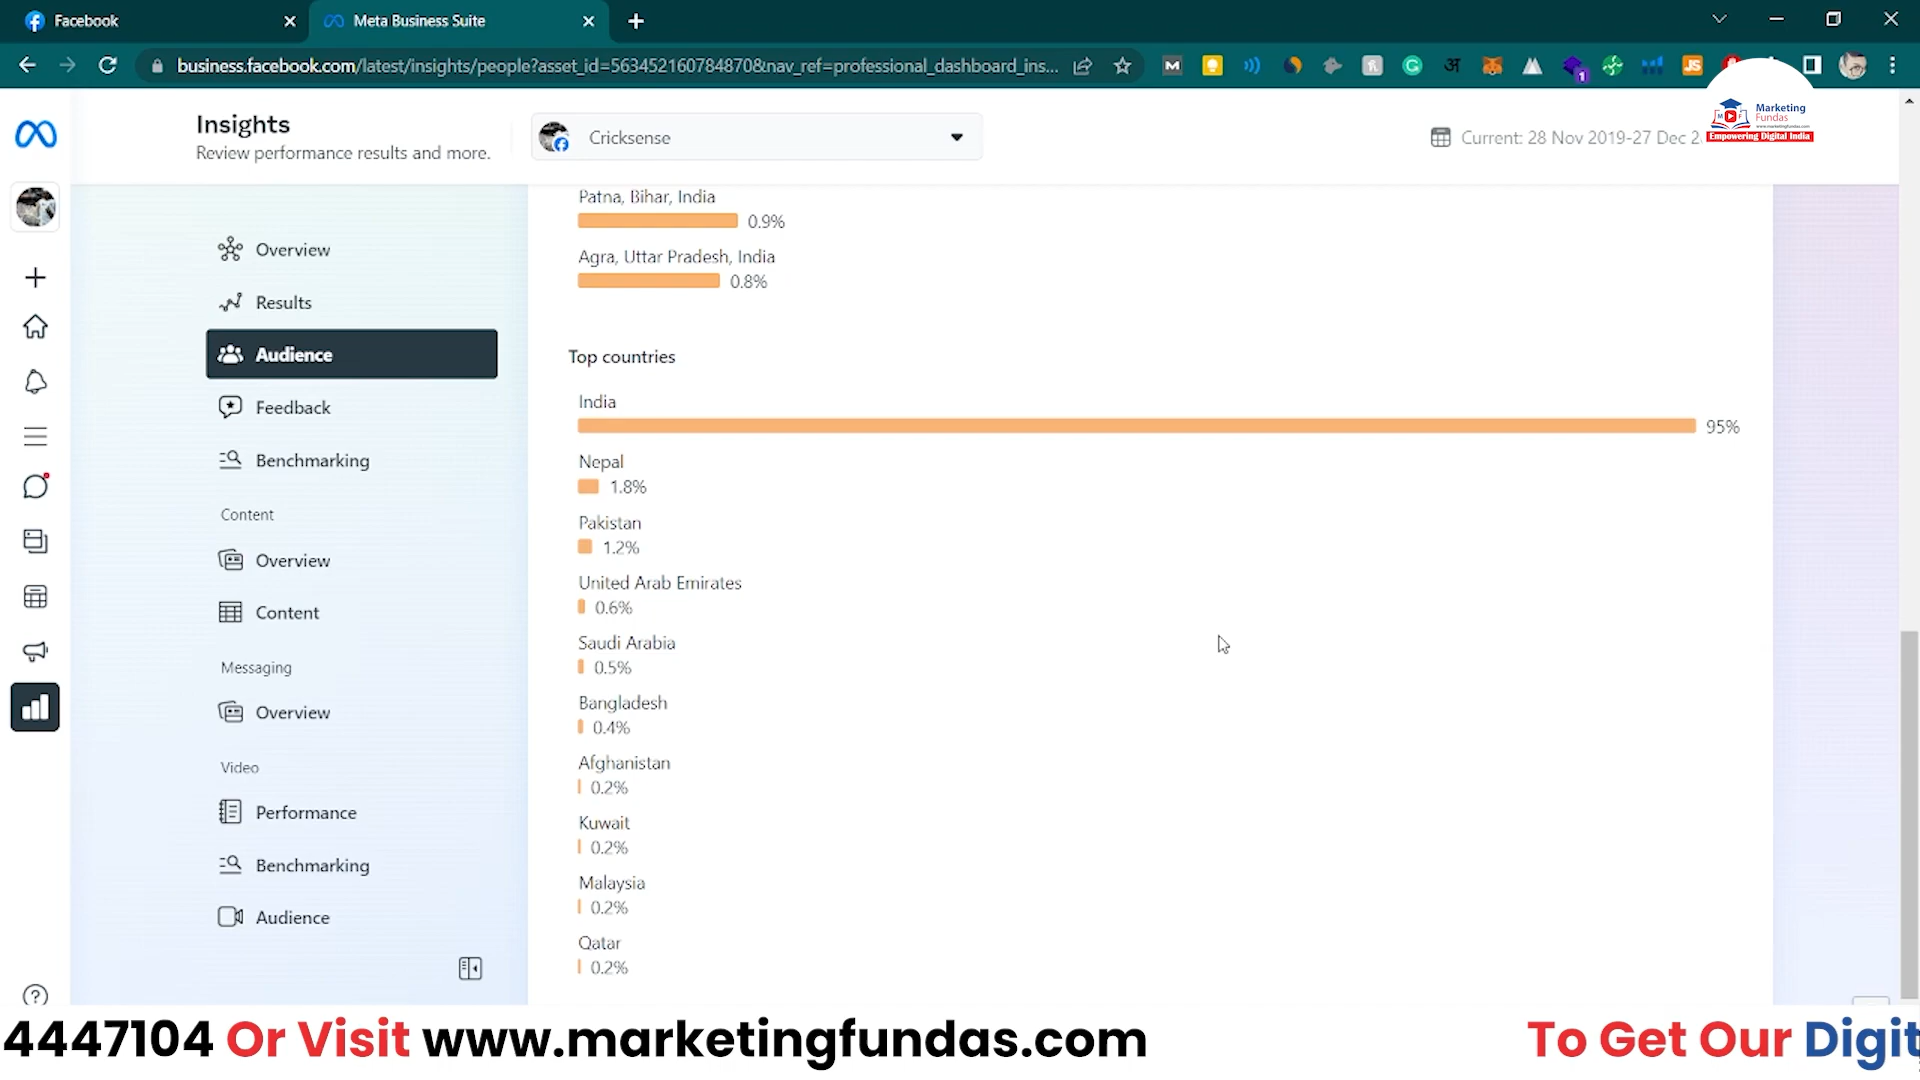 Facebook
Meta Business Suite
business.facebook.com/latest/insights/people?asset_id=563452160784870&nav_ref=professional_dashboard_ins...
Marketing
Fundas
www.marketingfundas.com
Empowering Digital India
Insights
Review performance results and more.
Cricksense
Current: 28 Nov 2019-27 Dec 2
Overview
Results
Audience
Feedback
Benchmarking
Content
Overview
Content
Messaging
Overview
Video
Performance
Benchmarking
Audience
Patna, Bihar, India
0.9%
Agra, Uttar Pradesh, India
0.8%
Top countries
India
95%
Nepal
1.8%
Pakistan
1.2%
United Arab Emirates
0.6%
Saudi Arabia
0.5%
Bangladesh
0.4%
Afghanistan
0.2%
Kuwait
0.2%
Malaysia
0.2%
Qatar
0.2%
4447104 Or Visit www.marketingfundas.com To Get Our Digit